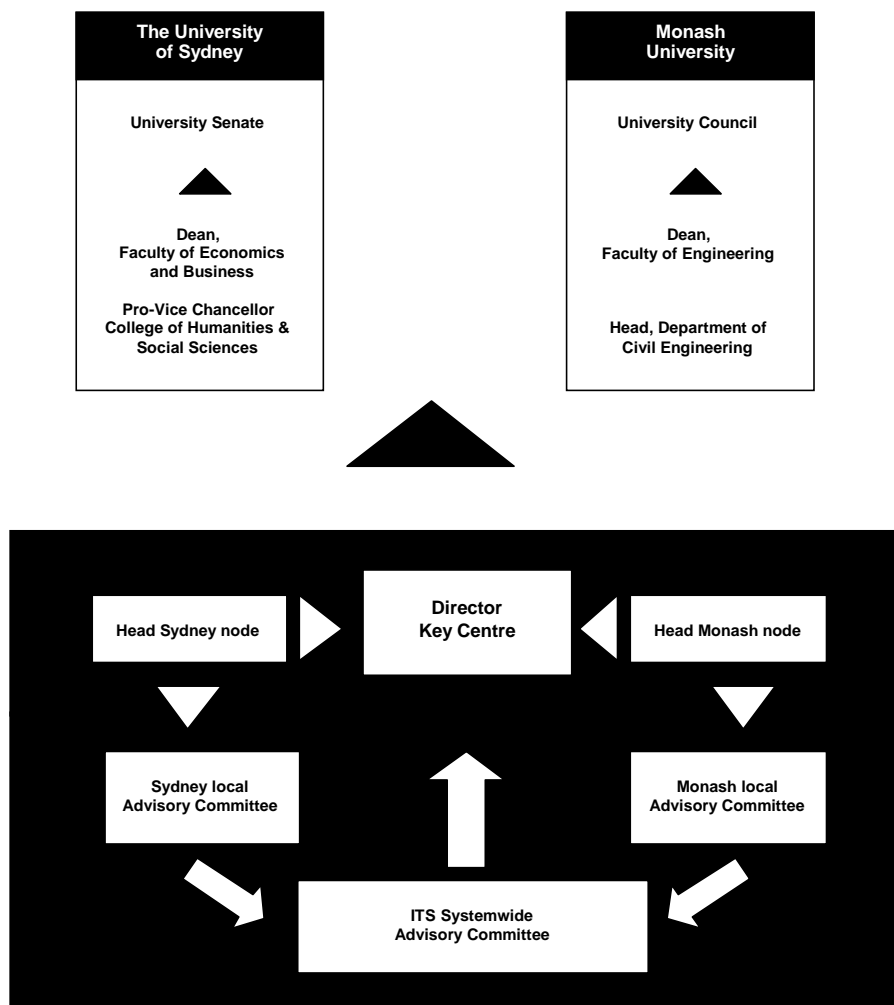 The University
of Sydney
University Senate
Dean,
Faculty of Economics
and Business
Pro-Vice Chancellor
College of Humanities &
Social Sciences
Monash
University
University Council
Dean,
Faculty of Engineering
Head, Department of
Civil Engineering
Head Sydney node
Director
Key Centre
Head Monash node
Sydney local
Advisory Committee
Monash local
Advisory Committee
ITS Systemwide
Advisory Committee